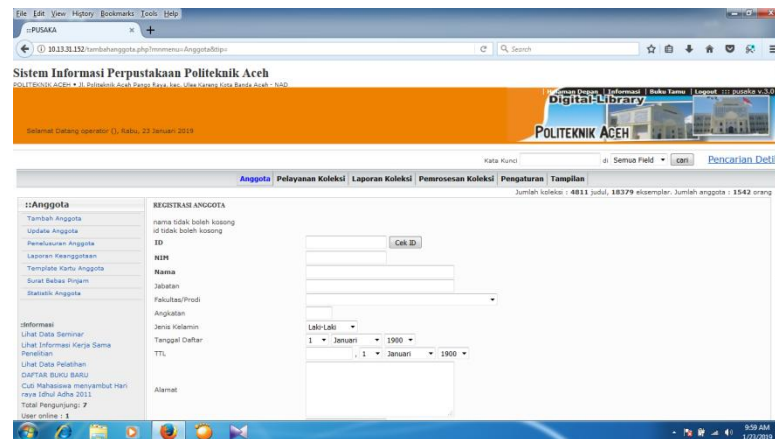 File Edit View History Bookmarks Tools Help
::PUSAKA
10.13.31.152/tambahanggota.php?mnmenu=Anggota&tip=
Search
Sistem Informasi Perpustakaan Politeknik Aceh
POLITEKNIK ACEH • Jl. Politeknik Aceh Pango Raya, kec. Ulee Kareng Kota Banda Aceh - NAD
Halaman Depan | Informasi | Buku Tamu | Logout ::: pusaka v.3.0
Digital-Library
POLITEKNIK ACEH
Selamat Datang operator (), Rabu, 23 Januari 2019
Kata Kunci di Semua Field cari Pencarian Detil
Anggota Pelayanan Koleksi Laporan Koleksi Pemrosesan Koleksi Pengaturan Tampilan
Jumlah koleksi : 4811 judul, 18379 eksemplar. Jumlah anggota : 1542 orang
::Anggota
Tambah Anggota
Update Anggota
Penelusuran Anggota
Laporan Keanggotaan
Template Kartu Anggota
Surat Bebas Pinjam
Statistik Anggota
:Informasi
Lihat Data Seminar
Lihat Informasi Kerja Sama
Penelitian
Lihat Data Pelatihan
DAFTAR BUKU BARU
Cuti Mahasiswa menyambut Hari
raya Idhul Adha 2011
Total Pengunjung: 7
User online : 1
REGISTRASI ANGGOTA
nama tidak boleh kosong
id tidak boleh kosong
ID Cek ID
NIM
Nama
Jabatan
Fakultas/Prodi
Angkatan
Jenis Kelamin Laki-Laki
Tanggal Daftar 1 Januari 1900
TTL , 1 Januari 1900
Alamat
9:59 AM
1/23/2019